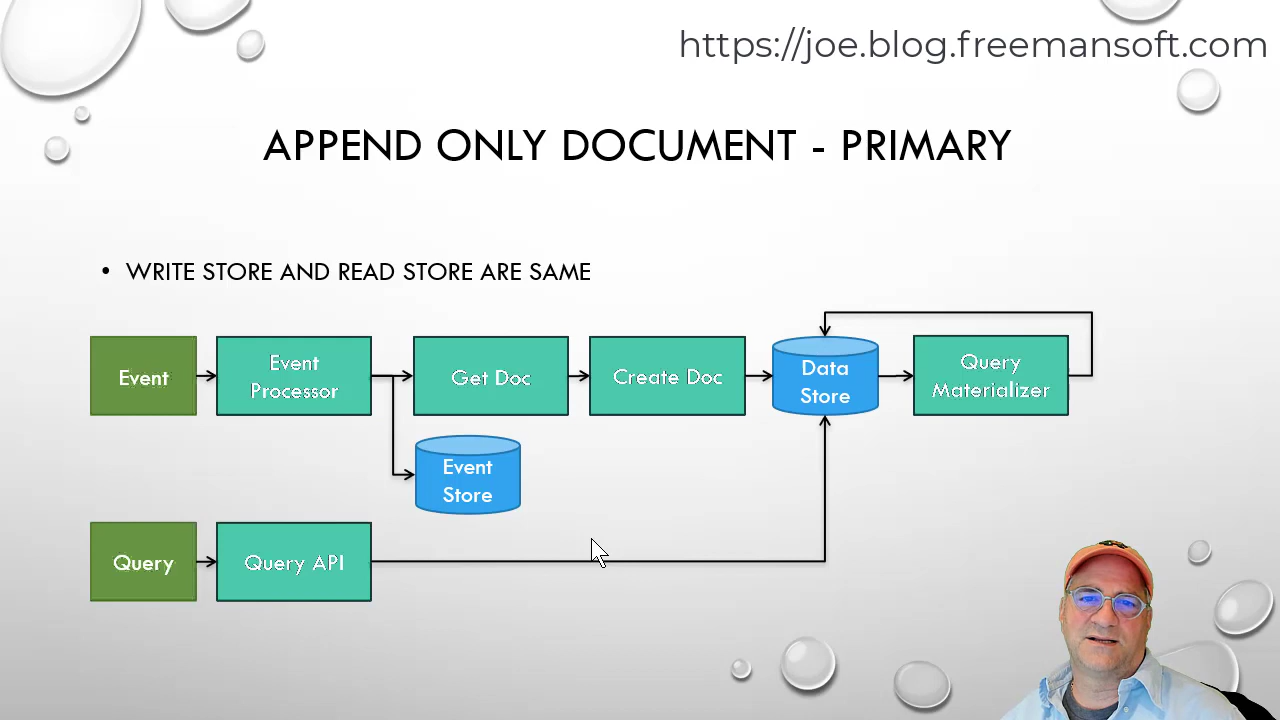 https://joe.blog.freemansoft.com
APPEND ONLY DOCUMENT - PRIMARY
• WRITE STORE AND READ STORE ARE SAME
Event
Event
Processor
Get Doc
Create Doc
Data
Store
Query
Materializer
Event
Store
Query
Query API